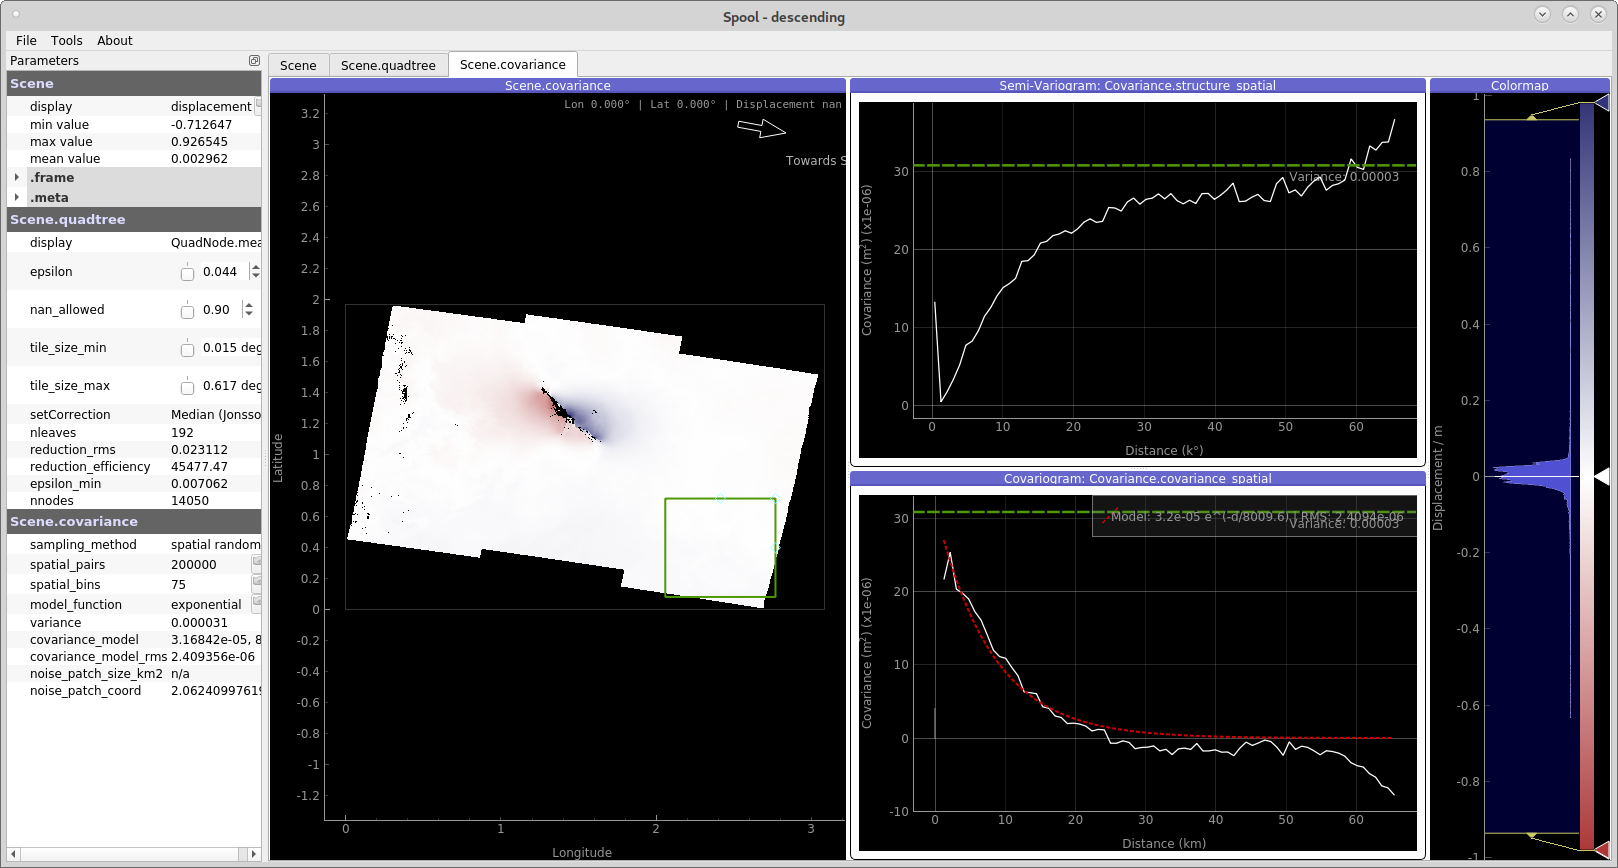 Spool - descending
File Tools About
Parameters
Scene
display displacement
min value -0.712647
max value 0.926545
mean value 0.002962
.frame
.meta
Scene.quadtree
display QuadNode.mea
epsilon 0.044
nan_allowed 0.90
tile_size_min 0.015 deg
tile_size_max 0.617 deg
setCorrection Median (Jonsso
nleaves 192
reduction_rms 0.023112
reduction_efficiency 45477.47
epsilon_min 0.007062
nnodes 14050
Scene.covariance
sampling_method spatial random
spatial_pairs 200000
spatial_bins 75
model_function exponential
variance 0.000031
covariance_model 3.16842e-05, 8
covariance_model_rms 2.409356e-06
noise_patch_size_km2 n/a
noise_patch_coord 2.06240997619
Scene Scene.quadtree Scene.covariance
Scene.covariance
Lon 0.000° | Lat 0.000° | Displacement nan
Towards S
3.2
3
2.8
2.6
2.4
2.2
2
1.8
1.6
1.4
1.2
1
0.8
0.6
0.4
0.2
0
-0.2
-0.4
-0.6
-0.8
-1
-1.2
Latitude
0 1 2 3
Longitude
Semi-Variogram: Covariance.structure_spatial
Variance: 0.00003
30
20
10
0
Covariance (m²) (x1e-06)
0 10 20 30 40 50 60
Distance (k°)
Covariogram: Covariance.covariance_spatial
Model: 3.2e-05 e^(-d/8009.6) | RMS: 2.4094e-06
Variance: 0.00003
30
20
10
0
-10
Covariance (m²) (x1e-06)
0 10 20 30 40 50 60
Distance (km)
Colormap
1
0.8
0.6
0.4
0.2
0
-0.2
-0.4
-0.6
-0.8
-1
Displacement / m